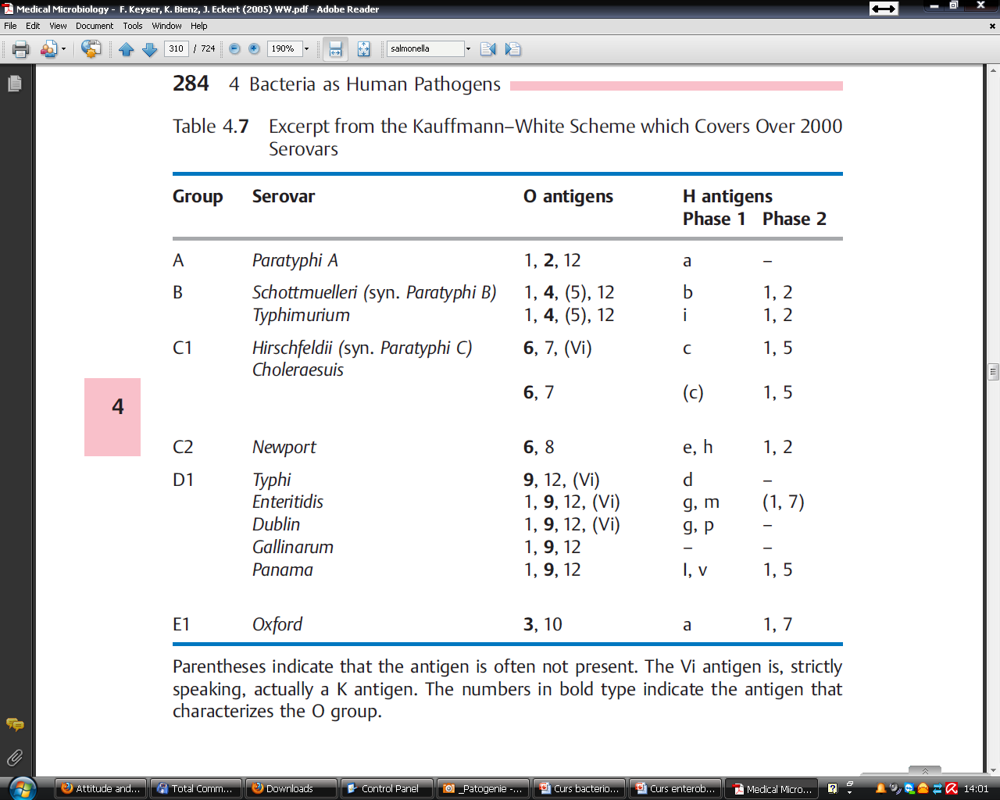 Medical Microbiology - F. Keyser, K. Bienz, J. Eckert (2005) WW.pdf - Adobe Reader
File Edit View Document Tools Window Help
310 / 724 190% salmonella
284 4 Bacteria as Human Pathogens
Table 4.7 Excerpt from the Kauffmann–White Scheme which Covers Over 2000
Serovars
Group Serovar O antigens H antigens
Phase 1 Phase 2
A Paratyphi A 1, 2, 12 a –
B Schottmuelleri (syn. Paratyphi B) 1, 4, (5), 12 b 1, 2
Typhimurium 1, 4, (5), 12 i 1, 2
C1 Hirschfeldii (syn. Paratyphi C) 6, 7, (Vi) c 1, 5
Choleraesuis
6, 7 (c) 1, 5
4
C2 Newport 6, 8 e, h 1, 2
D1 Typhi 9, 12, (Vi) d –
Enteritidis 1, 9, 12, (Vi) g, m (1, 7)
Dublin 1, 9, 12, (Vi) g, p –
Gallinarum 1, 9, 12 – –
Panama 1, 9, 12 l, v 1, 5
E1 Oxford 3, 10 a 1, 7
Parentheses indicate that the antigen is often not present. The Vi antigen is, strictly
speaking, actually a K antigen. The numbers in bold type indicate the antigen that
characterizes the O group.
Attitude and... Total Comm... Downloads Control Panel _Patogenie -... Curs bacterio... Curs enterob... Medical Micro... 14:01